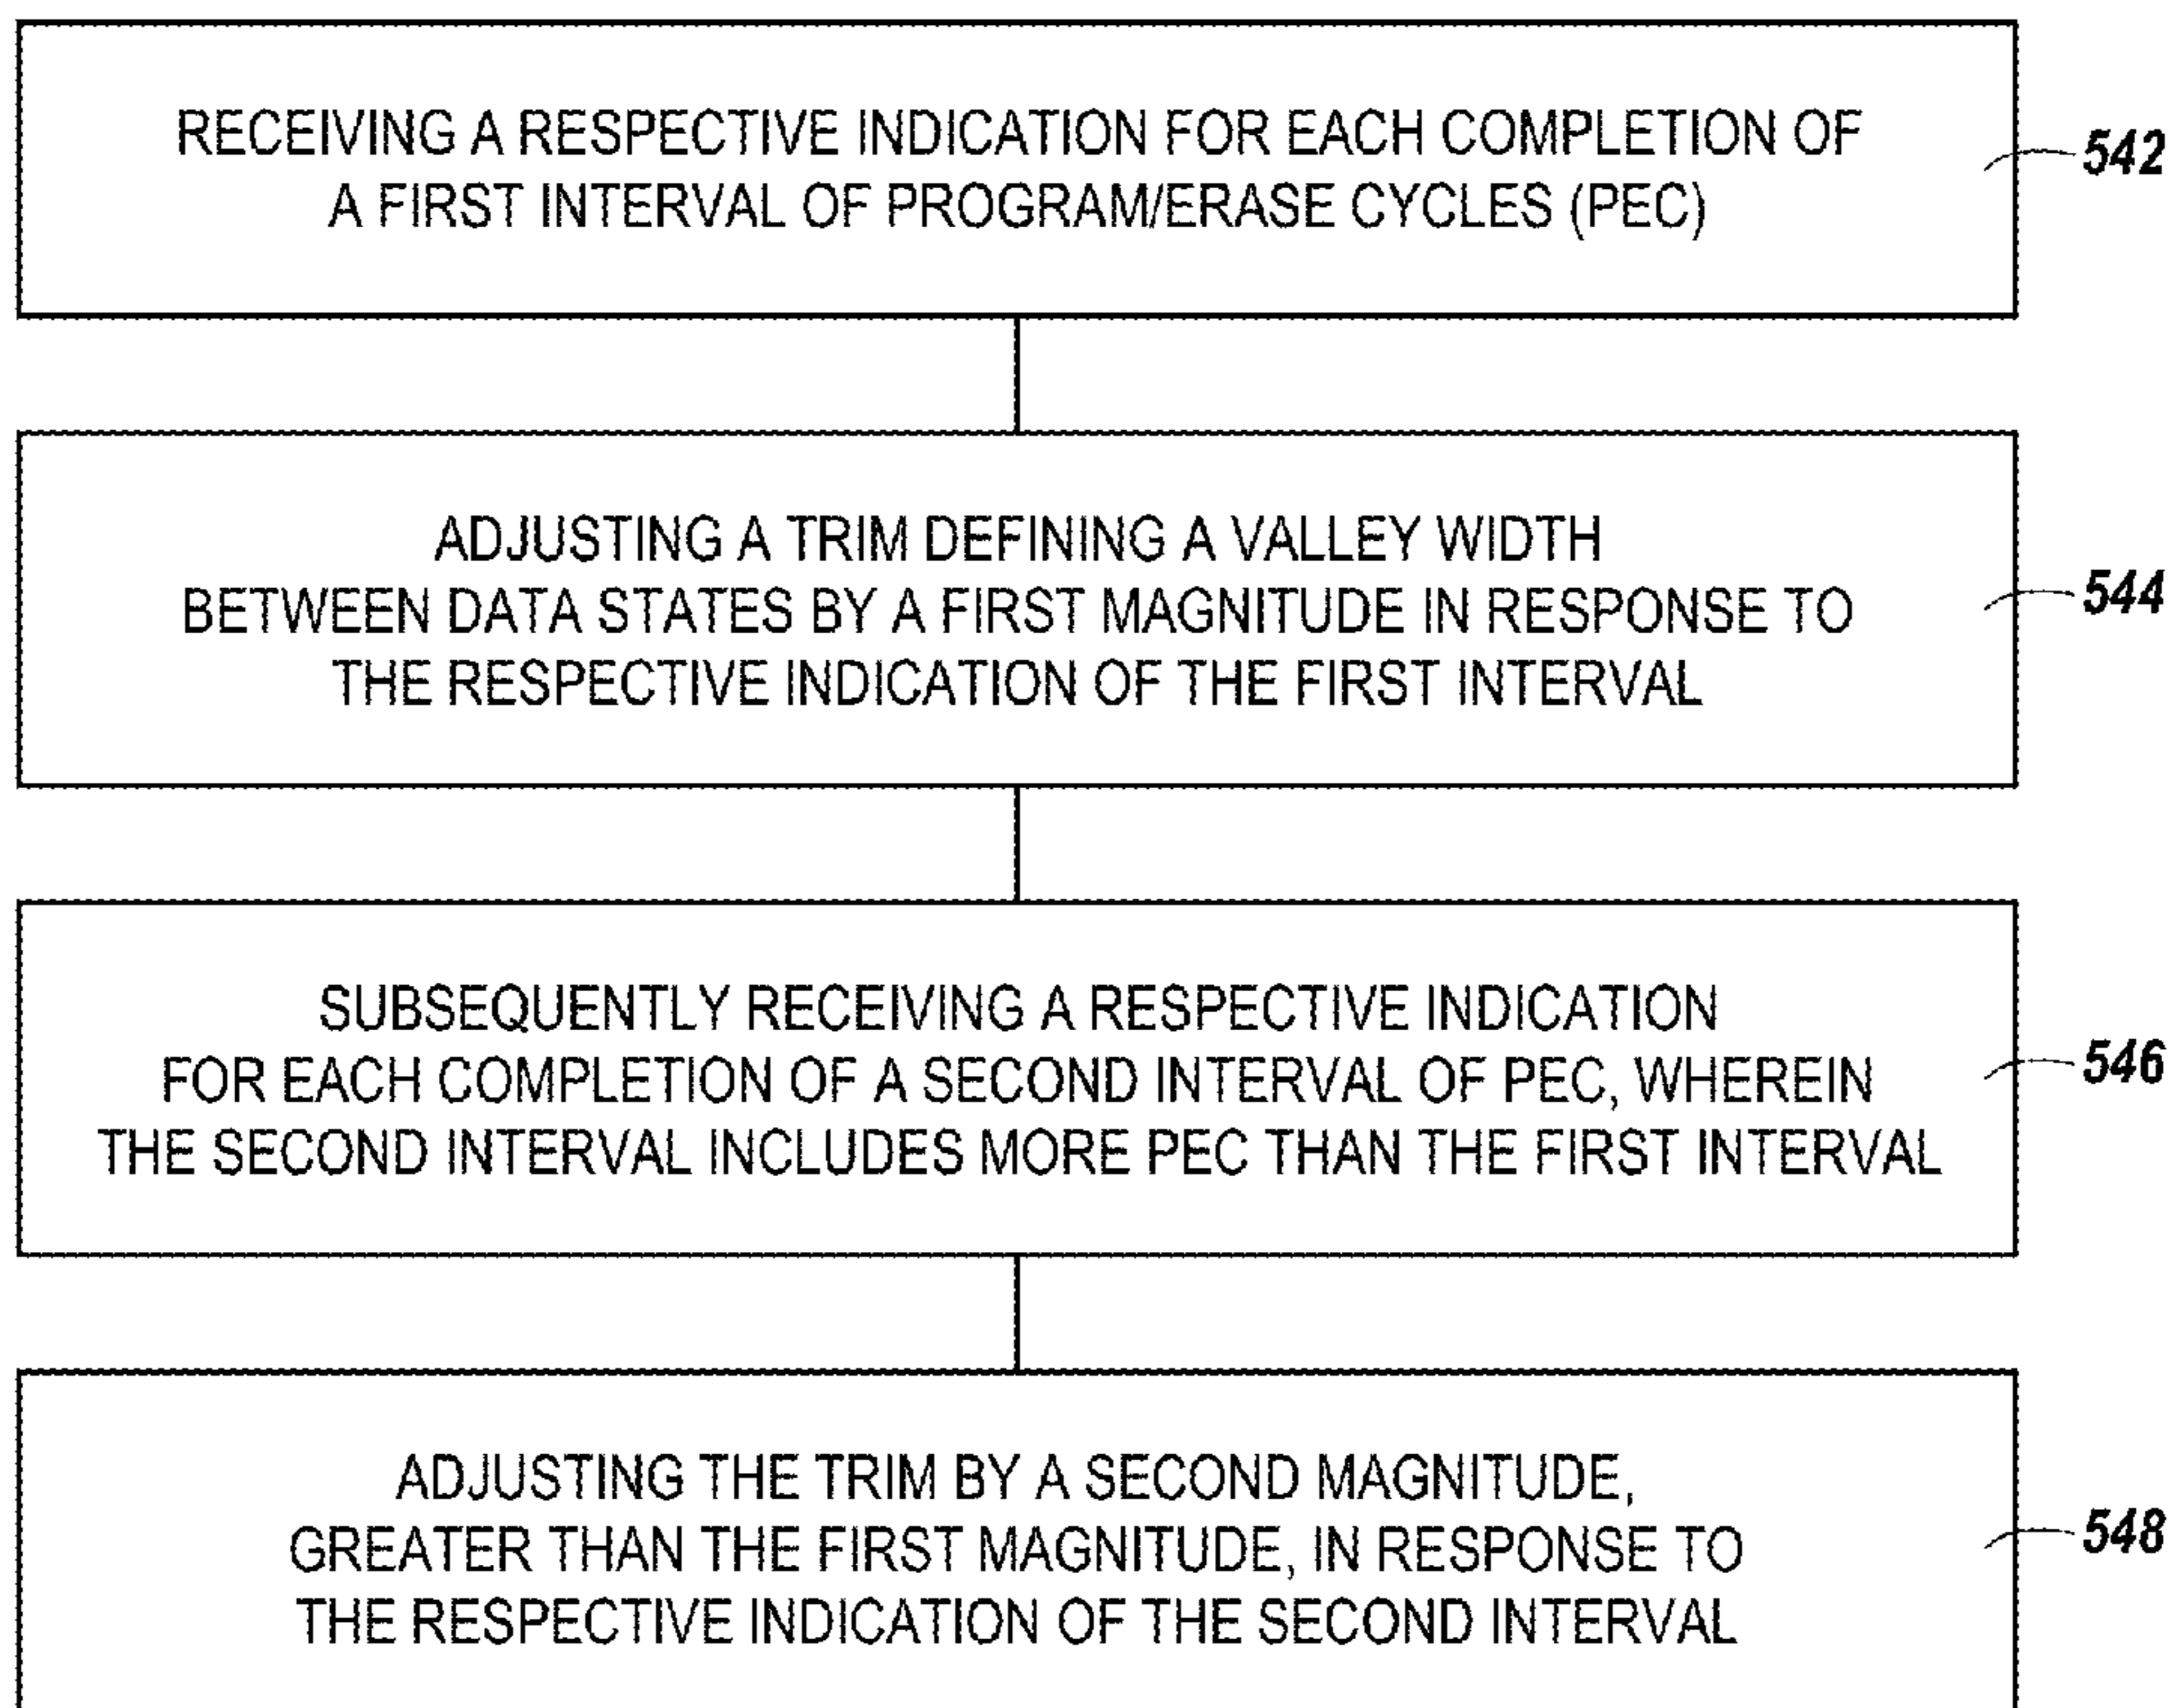 RECEIVING A RESPECTIVE INDICATION FOR EACH COMPLETION OF
A FIRST INTERVAL OF PROGRAM/ERASE CYCLES (PEC)
542
ADJUSTING A TRIM DEFINING A VALLEY WIDTH
BETWEEN DATA STATES BY A FIRST MAGNITUDE IN RESPONSE TO
THE RESPECTIVE INDICATION OF THE FIRST INTERVAL
544
SUBSEQUENTLY RECEIVING A RESPECTIVE INDICATION
FOR EACH COMPLETION OF A SECOND INTERVAL OF PEC, WHEREIN
THE SECOND INTERVAL INCLUDES MORE PEC THAN THE FIRST INTERVAL
546
ADJUSTING THE TRIM BY A SECOND MAGNITUDE,
GREATER THAN THE FIRST MAGNITUDE, IN RESPONSE TO
THE RESPECTIVE INDICATION OF THE SECOND INTERVAL
548